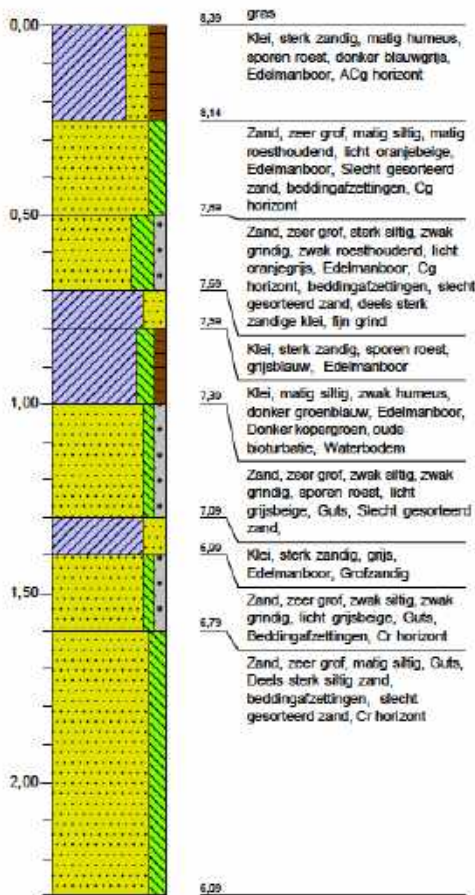 gras
0,00
8,39
Klei, sterk zandig, matig humeus,
sporen roest, donker blauwgrijs,
Edelmanboor, ACg horizont
8,14
Zand, zeer grof, matig siltig, matig
roesthoudend, licht oranjebeige,
Edelmanboor, Slecht gesorteerd
zand, beddingafzettingen, Cg
horizont
0,50
7,89
Zand, zeer grof, sterk siltig, zwak
grindig, zwak roesthoudend, licht
oranjegrijs, Edelmanboor, Cg
horizont, beddingafzettingen, slecht
gesorteerd zand, deels sterk
zandige klei, fijn grind
7,69
7,59
Klei, sterk zandig, sporen roest,
grijsblauw, Edelmanboor
1,00
7,39
Klei, matig siltig, zwak humeus,
donker groenblauw, Edelmanboor,
Donker kopergroen, oude
bioturbatie, Waterbodem
Zand, zeer grof, zwak siltig, zwak
grindig, sporen roest, licht
grijsbeige, Guts, Slecht gesorteerd
zand,
7,09
6,99
Klei, sterk zandig, grijs,
Edelmanboor, Grofzandig
1,50
Zand, zeer grof, zwak siltig, zwak
grindig, licht grijsbeige, Guts,
Beddingafzettingen, Cr horizont
6,79
Zand, zeer grof, matig siltig, Guts,
Deels sterk siltig zand,
beddingafzettingen, slecht
gesorteerd zand, Cr horizont
2,00
6,09